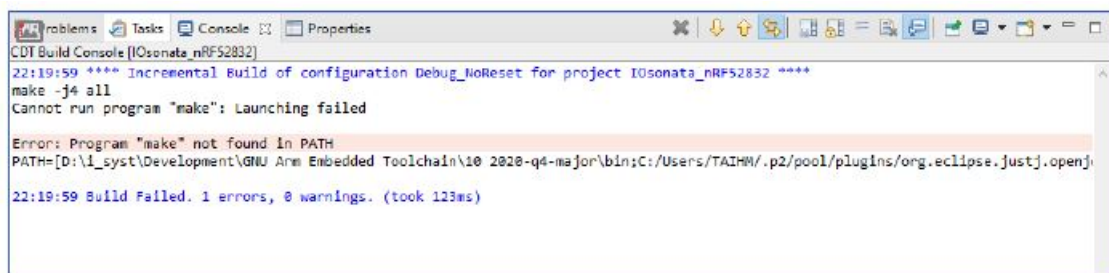 Problems Tasks Console Properties
CDT Build Console [IOsonata_nRF52832]
22:19:59 **** Incremental Build of configuration Debug_NoReset for project IOsonata_nRF52832 ****
make -j4 all
Cannot run program "make": Launching failed
Error: Program "make" not found in PATH
PATH=[D:\i_syst\Development\GNU Arm Embedded Toolchain\10 2020-q4-major\bin;C:/Users/TAIHM/.p2/pool/plugins/org.eclipse.justj.openj
22:19:59 Build Failed. 1 errors, 0 warnings. (took 123ms)